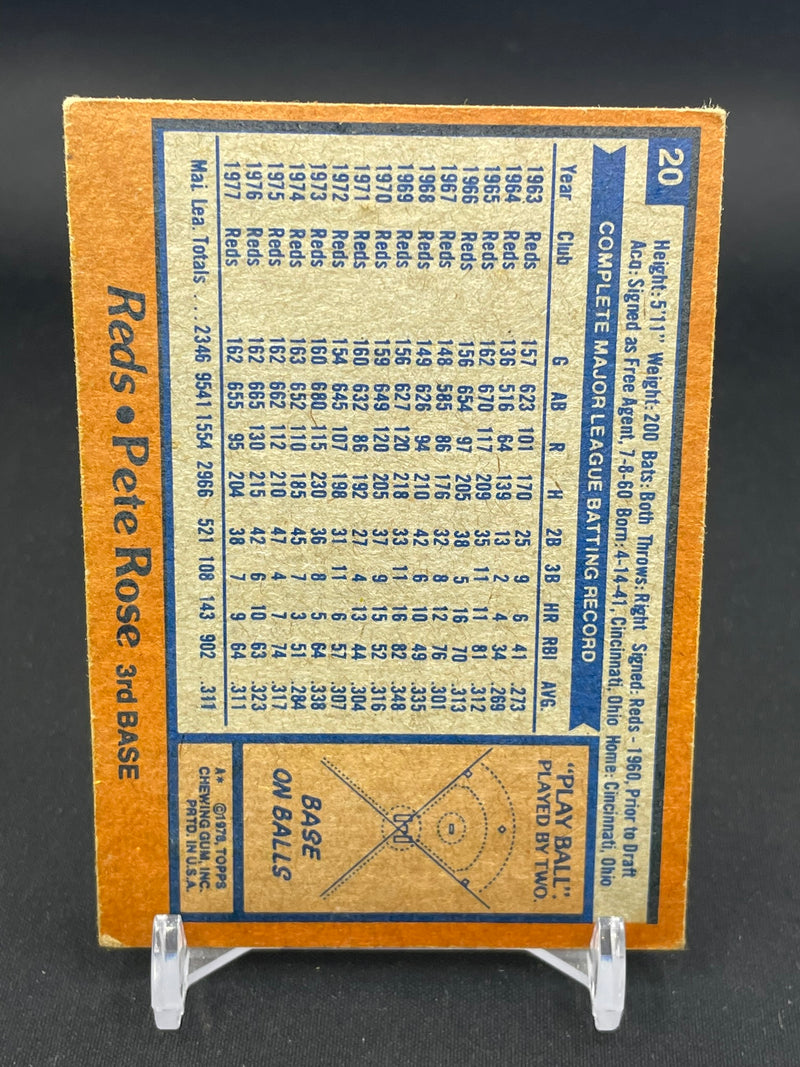 20
Height: 5'11" Weight: 200 Bats: Both Throws: Right Signed: Reds - 1960, Prior to Draft
Acq: Signed as Free Agent, 7-8-60 Born: 4-14-41, Cincinnati, Ohio Home: Cincinnati, Ohio
COMPLETE MAJOR LEAGUE BATTING RECORD
Year Club G AB R H 2B 3B HR RBI AVG.
1963 Reds 157 623 101 170 25 9 6 41 .273
1964 Reds 136 516 64 139 13 2 4 34 .269
1965 Reds 162 670 117 209 35 11 11 81 .312
1966 Reds 156 654 97 205 38 5 16 70 .313
1967 Reds 148 585 86 176 32 8 12 76 .301
1968 Reds 149 626 94 210 42 6 10 49 .335
1969 Reds 156 627 120 218 33 11 16 82 .348
1970 Reds 159 649 120 205 37 9 15 52 .316
1971 Reds 160 632 86 192 27 4 13 44 .304
1972 Reds 154 645 107 198 31 11 6 57 .307
1973 Reds 160 680 115 230 36 8 5 64 .338
1974 Reds 163 652 110 185 45 7 3 51 .284
1975 Reds 162 662 112 210 47 4 7 74 .317
1976 Reds 162 665 130 215 42 6 10 63 .323
1977 Reds 162 655 95 204 38 7 9 64 .311
Maj. Lea. Totals ... 2346 9541 1554 2966 521 108 143 902 .311
"PLAY BALL"
PLAYED BY TWO.
BASE
ON BALLS
A* ©1978, TOPPS
CHEWING GUM, INC.
PRTD. IN U.S.A.
Reds • Pete Rose 3rd BASE